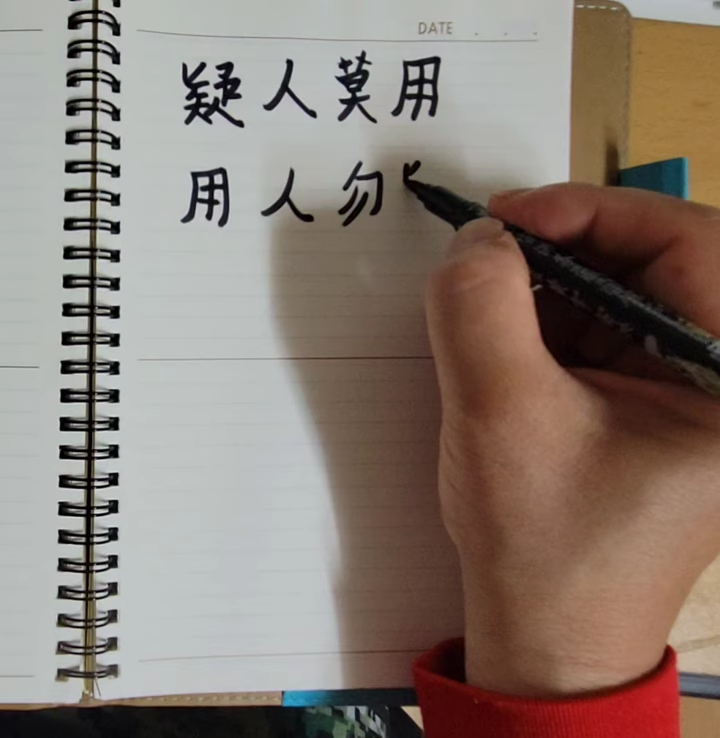 DATE . . .
疑人莫用
用人勿